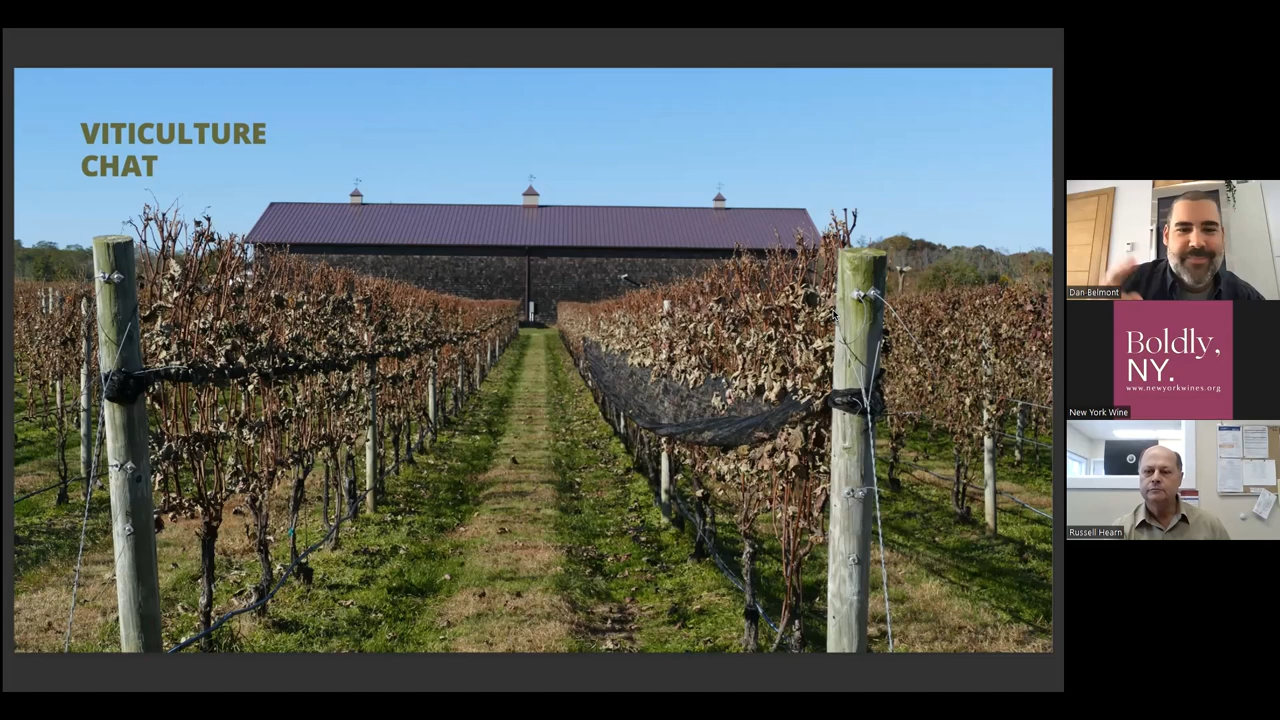 VITICULTURE
CHAT
Dan Belmont
Boldly,
NY.
www.newyorkwines.org
New York Wine
Russell Hearn